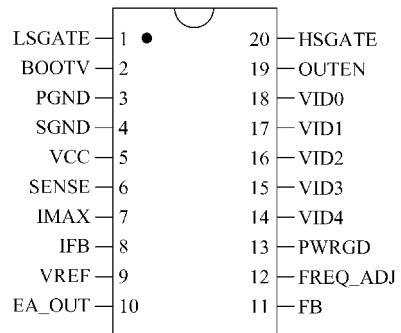 LSGATE 1 20 HSGATE
BOOTV 2 19 OUTEN
PGND 3 18 VID0
SGND 4 17 VID1
VCC 5 16 VID2
SENSE 6 15 VID3
IMAX 7 14 VID4
IFB 8 13 PWRGD
VREF 9 12 FREQ_ADJ
EA_OUT 10 11 FB